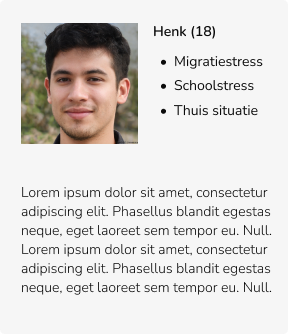 Henk (18)
• Migratiestress
• Schoolstress
• Thuis situatie
Lorem ipsum dolor sit amet, consectetur
adipiscing elit. Phasellus blandit egestas
neque, eget laoreet sem tempor eu. Null.
Lorem ipsum dolor sit amet, consectetur
adipiscing elit. Phasellus blandit egestas
neque, eget laoreet sem tempor eu. Null.